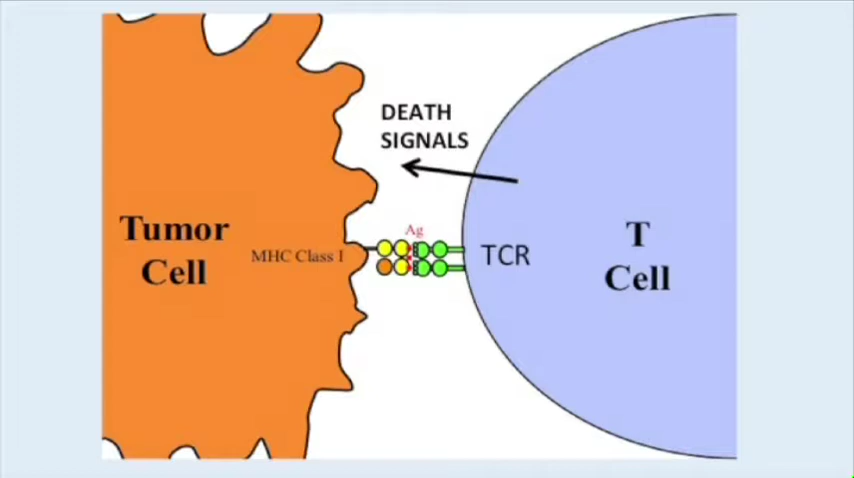 DEATH
SIGNALS
Tumor
Cell
MHC Class I
Ag
TCR
T
Cell